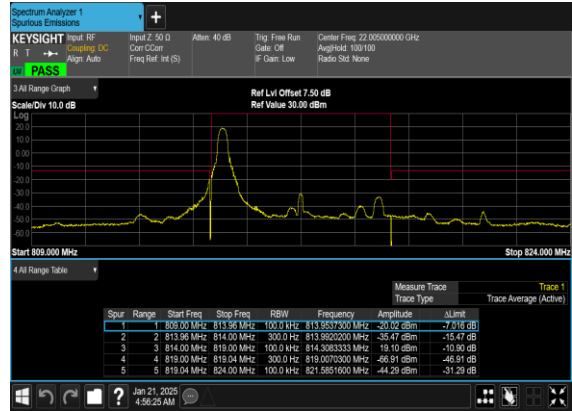 Spectrum Analyzer 1
Spurious Emissions
+
KEYSIGHT Input: RF Input Z: 50 Ω Atten: 40 dB Trig: Free Run Center Freq: 22.005000000 GHz
R T Coupling: DC Corr CCorr Gate: Off Avg|Hold: 100/100
Align: Auto Freq Ref: Int (S) IF Gain: Low Radio Std: None
LW PASS
3 All Range Graph
Ref Lvl Offset 7.50 dB
Scale/Div 10.0 dB Ref Value 30.00 dBm
Log
20.0
10.0
0.00
-10.0
-20.0
-30.0
-40.0
-50.0
-60.0
Start 809.000 MHz Stop 824.000 MHz
4 All Range Table
Measure Trace Trace 1
Trace Type Trace Average (Active)
Spur Range Start Freq Stop Freq RBW Frequency Amplitude ΔLimit
1 1 809.00 MHz 813.96 MHz 100.0 kHz 813.9537300 MHz -20.02 dBm -7.016 dB
2 2 813.96 MHz 814.00 MHz 300.0 Hz 813.9920200 MHz -35.47 dBm -15.47 dB
3 3 814.00 MHz 819.00 MHz 100.0 kHz 814.3083333 MHz 19.10 dBm -10.90 dB
4 4 819.00 MHz 819.04 MHz 300.0 Hz 819.0070300 MHz -66.91 dBm -46.91 dB
5 5 819.04 MHz 824.00 MHz 100.0 kHz 821.5851600 MHz -44.29 dBm -31.29 dB
? Jan 21, 2025
4:56:25 AM